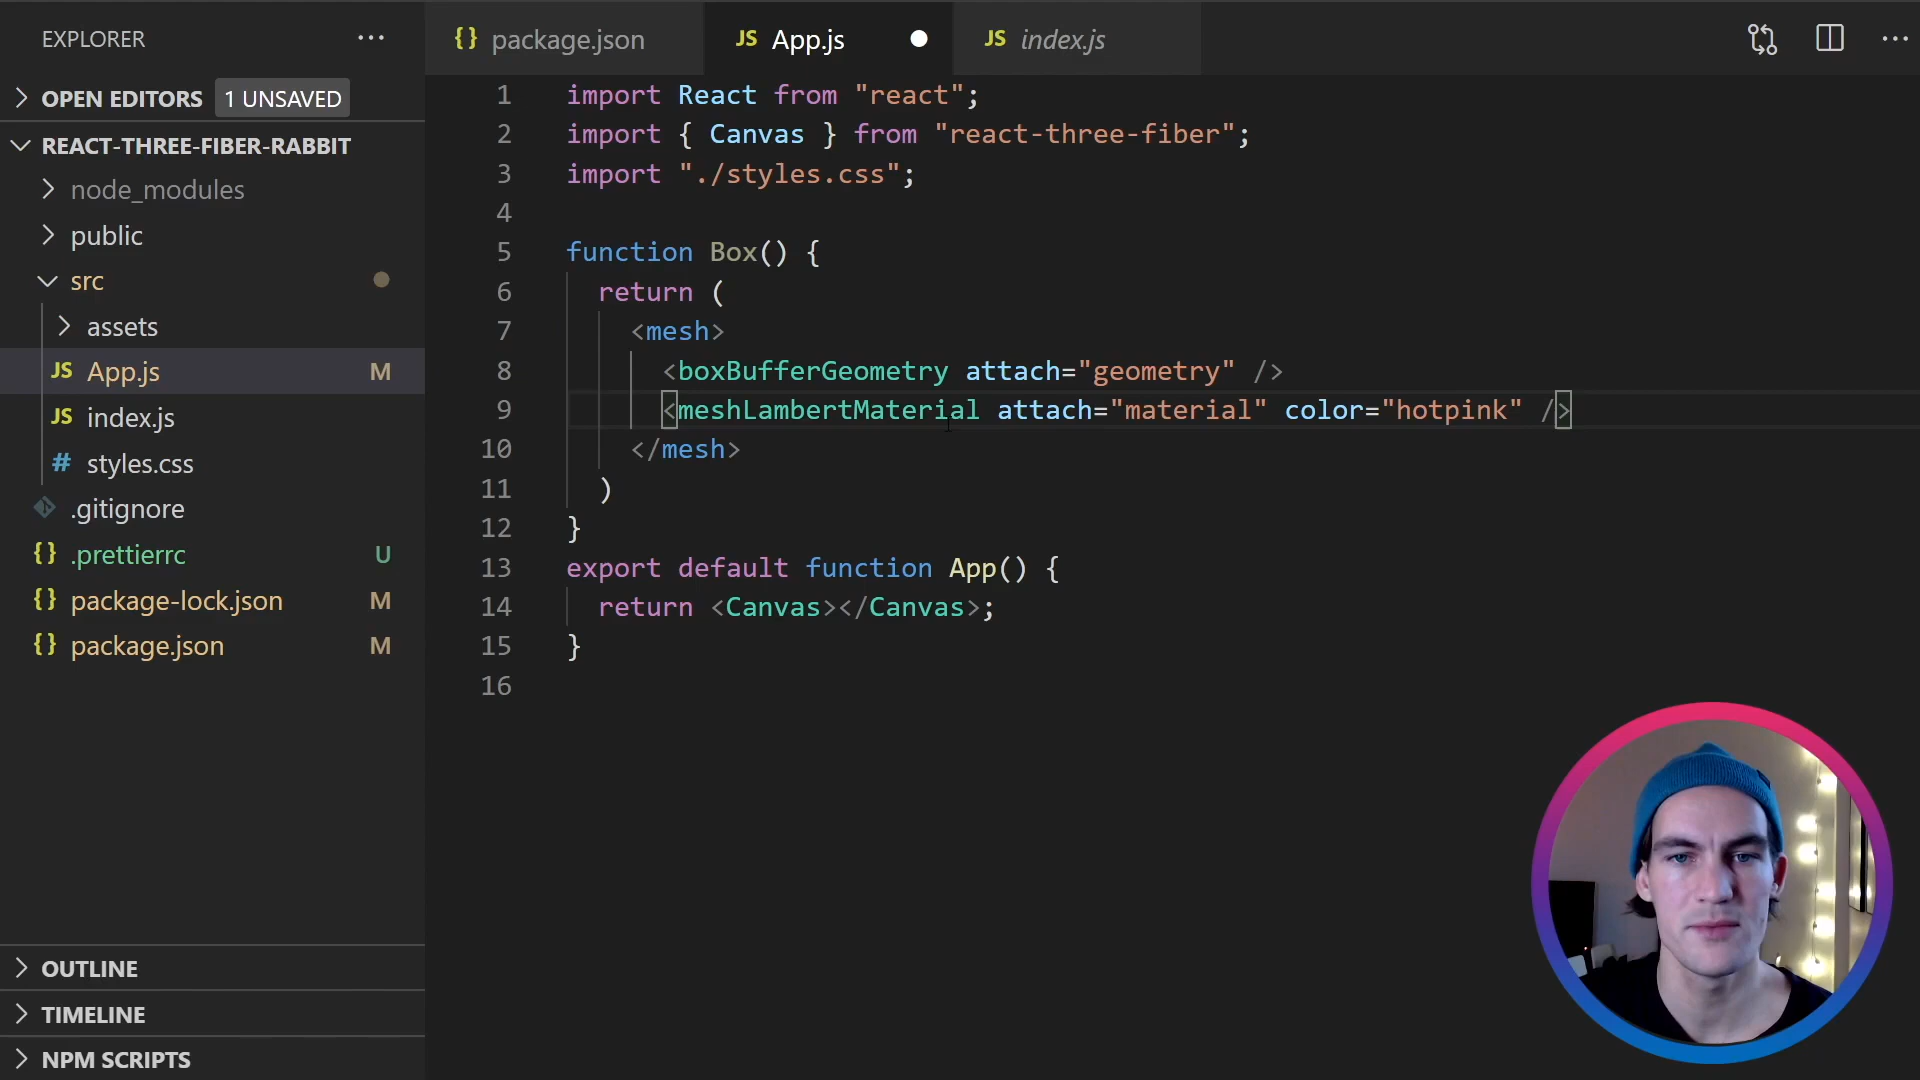 EXPLORER
OPEN EDITORS 1 UNSAVED
REACT-THREE-FIBER-RABBIT
node_modules
public
src
assets
JS App.js M
JS index.js
# styles.css
.gitignore
{} .prettierrc U
{} package-lock.json M
{} package.json M
OUTLINE
TIMELINE
NPM SCRIPTS
{} package.json JS App.js JS index.js
1 import React from "react";
2 import { Canvas } from "react-three-fiber";
3 import "./styles.css";
4
5 function Box() {
6 return (
7 <mesh>
8 <boxBufferGeometry attach="geometry" />
9 <meshLambertMaterial attach="material" color="hotpink" />
10 </mesh>
11 )
12 }
13 export default function App() {
14 return <Canvas></Canvas>;
15 }
16